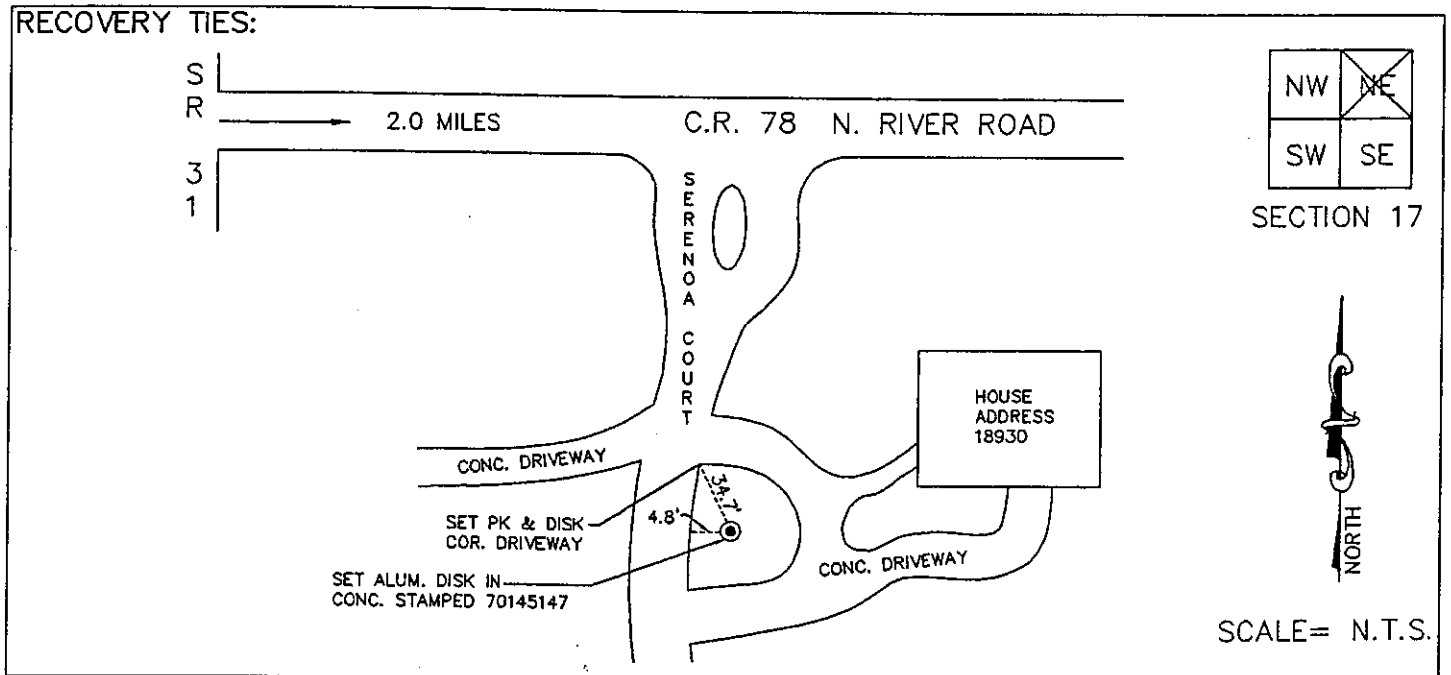 RECOVERY TIES:
SR 31
2.0 MILES
C.R. 78 N. RIVER ROAD
NW NE
SW SE
SECTION 17
SERENOA COURT
HOUSE
ADDRESS
18930
CONC. DRIVEWAY
34.7'
4.8'
SET PK & DISK
COR. DRIVEWAY
CONC. DRIVEWAY
SET ALUM. DISK IN
CONC. STAMPED 70145147
NORTH
SCALE= N.T.S.